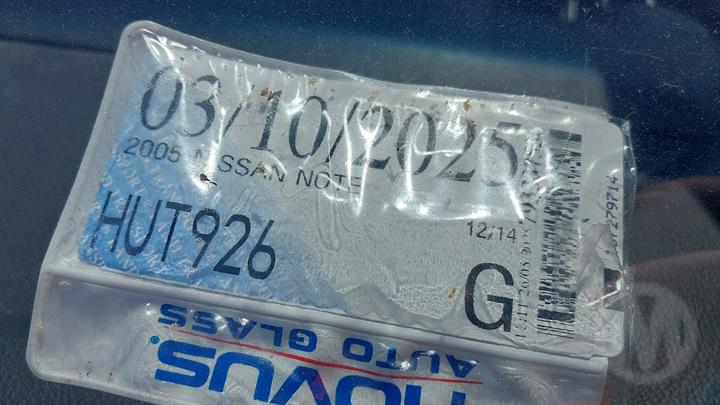 03/10/2025
2005 NISSAN NOTE
HUT926
12/14
G
NOVUS
AUTO GLASS